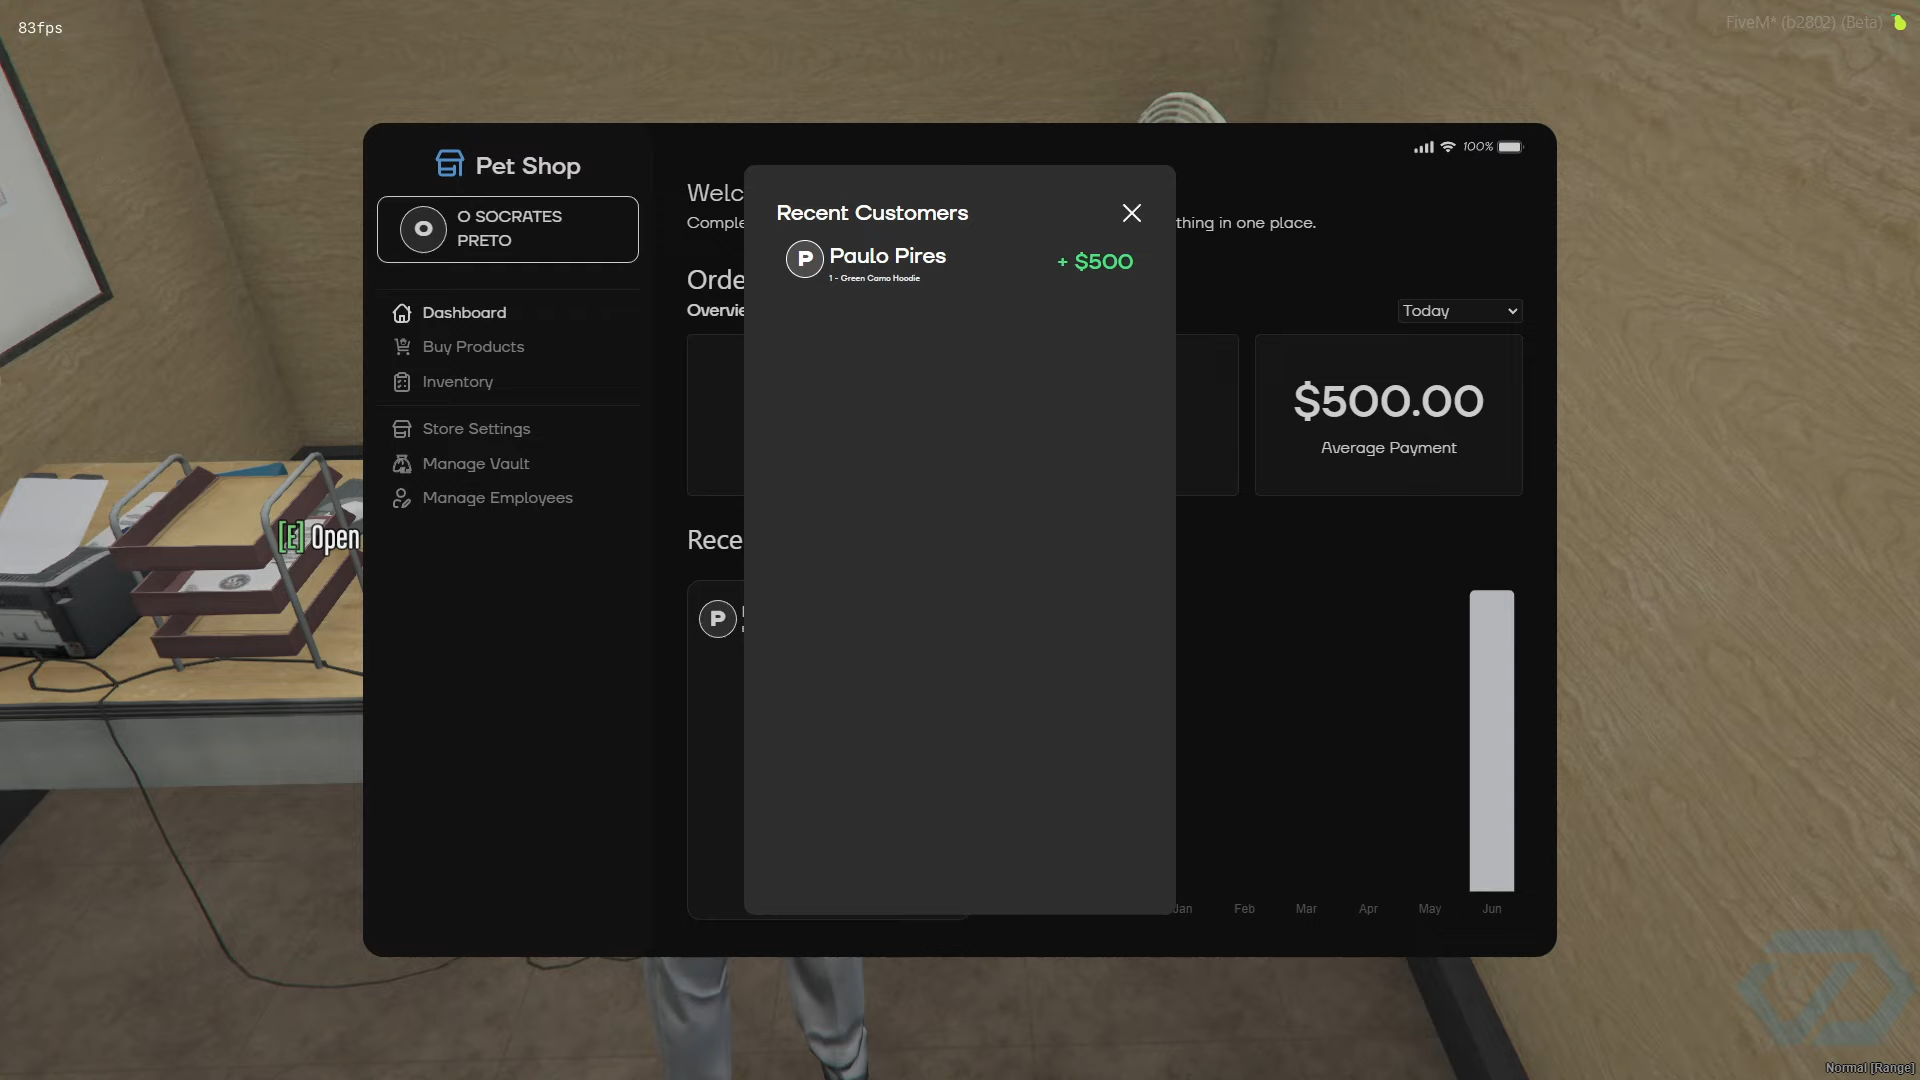 83fps
FiveM* (b2802) (Beta)
Pet Shop
100%
O SOCRATES
PRETO
O
Welc
Comple
thing in one place.
Recent Customers
P
Paulo Pires
1 - Green Camo Hoodie
+ $500
Orde
Overvie
Today
Dashboard
Buy Products
Inventory
Store Settings
Manage Vault
Manage Employees
$500.00
Average Payment
[E] Open
Rece
P
Jan
Feb
Mar
Apr
May
Jun
Normal [Range]